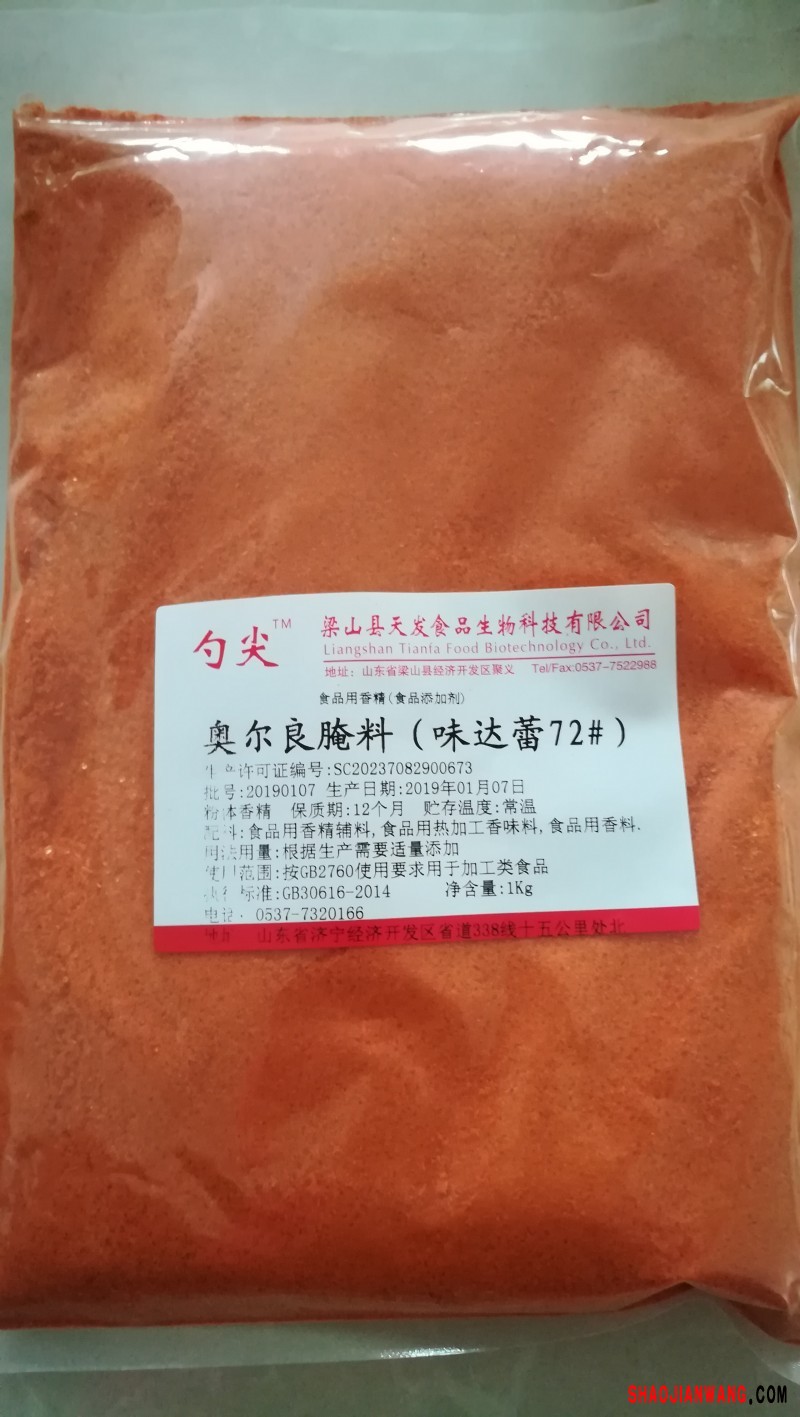 勺尖™
梁山县天发食品生物科技有限公司
Liangshan Tianfa Food Biotechnology Co., Ltd.
地址：山东省梁山县经济开发区聚义 Tel/Fax:0537-7522988
食品用香精(食品添加剂)
奥尔良腌料（味达蕾72#）
生产许可证编号:SC20237082900673
批号:20190107 生产日期:2019年01月07日
粉体香精 保质期:12个月 贮存温度:常温
配料:食品用香精辅料,食品用热加工香味料,食品用香料.
用法用量:根据生产需要适量添加
使用范围:按GB2760使用要求用于加工类食品
执行标准:GB30616-2014 净含量:1Kg
电话: 0537-7320166
地址 山东省济宁经济开发区省道338线十五公里处北
SHAOJIANWANG.COM